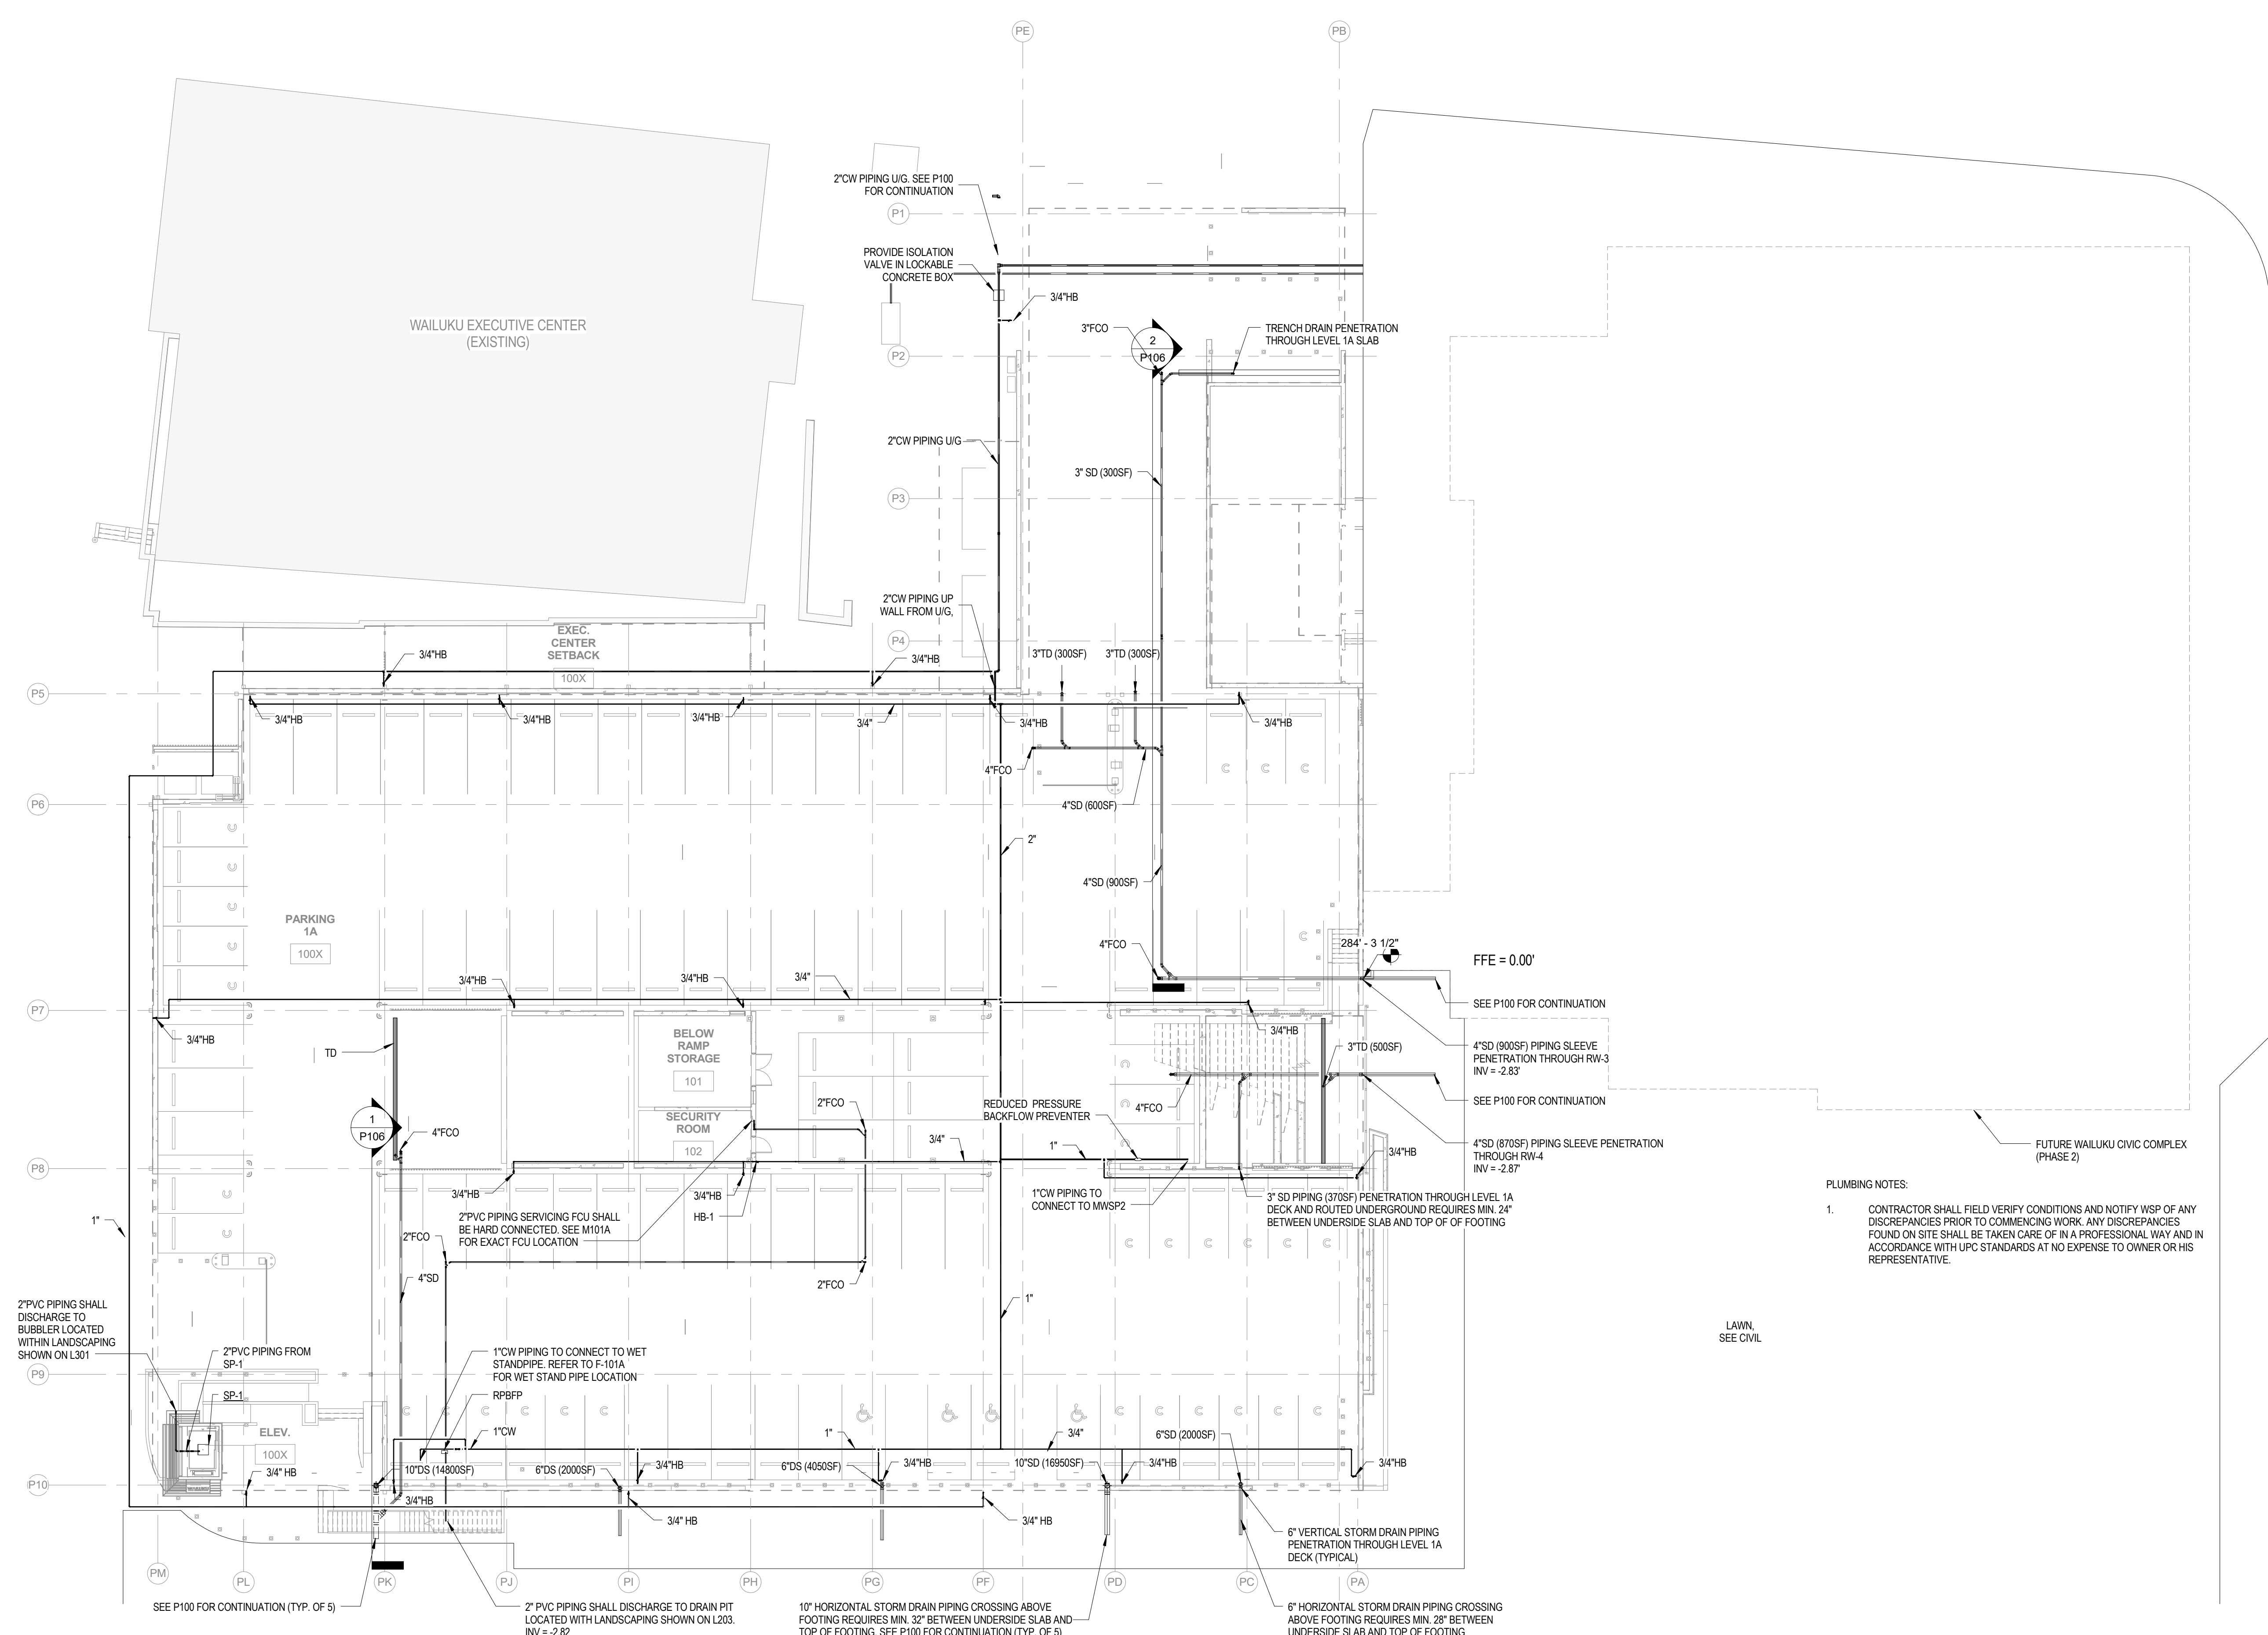 PE
PB
2"CW PIPING U/G. SEE P100
FOR CONTINUATION
P1
PROVIDE ISOLATION
VALVE IN LOCKABLE
CONCRETE BOX
3/4"HB
WAILUKU EXECUTIVE CENTER
(EXISTING)
3"FCO
2
P106
TRENCH DRAIN PENETRATION
THROUGH LEVEL 1A SLAB
P2
2"CW PIPING U/G
3" SD (300SF)
P3
2"CW PIPING UP
WALL FROM U/G,
P4
EXEC.
CENTER
SETBACK
100X
3/4"HB
3/4"HB
3"TD (300SF)
3"TD (300SF)
P5
3/4"HB
3/4"HB
3/4"HB
3/4"
3/4"HB
3/4"HB
4"FCO
P6
4"SD (600SF)
2"
4"SD (900SF)
PARKING
1A
100X
4"FCO
284' - 3 1/2"
FFE = 0.00'
3/4"HB
3/4"HB
3/4"
SEE P100 FOR CONTINUATION
P7
3/4"HB
3/4"HB
BELOW
RAMP
STORAGE
101
TD
3"TD (500SF)
4"SD (900SF) PIPING SLEEVE
PENETRATION THROUGH RW-3
INV = -2.83'
SECURITY
ROOM
102
2"FCO
REDUCED PRESSURE
BACKFLOW PREVENTER
4"FCO
SEE P100 FOR CONTINUATION
1
P106
4"FCO
3/4"
1"
4"SD (870SF) PIPING SLEEVE PENETRATION
THROUGH RW-4
INV = -2.87'
FUTURE WAILUKU CIVIC COMPLEX
(PHASE 2)
P8
3/4"HB
3/4"HB
3/4"HB
HB-1
1"CW PIPING TO
CONNECT TO MWSP2
3" SD PIPING (370SF) PENETRATION THROUGH LEVEL 1A
DECK AND ROUTED UNDERGROUND REQUIRES MIN. 24"
BETWEEN UNDERSIDE SLAB AND TOP OF OF FOOTING
PLUMBING NOTES:
1. CONTRACTOR SHALL FIELD VERIFY CONDITIONS AND NOTIFY WSP OF ANY
DISCREPANCIES PRIOR TO COMMENCING WORK. ANY DISCREPANCIES
FOUND ON SITE SHALL BE TAKEN CARE OF IN A PROFESSIONAL WAY AND IN
ACCORDANCE WITH UPC STANDARDS AT NO EXPENSE TO OWNER OR HIS
REPRESENTATIVE.
1"
2"PVC PIPING SERVICING FCU SHALL
BE HARD CONNECTED. SEE M101A
FOR EXACT FCU LOCATION
2"FCO
4"SD
2"FCO
1"
2"PVC PIPING SHALL
DISCHARGE TO
BUBBLER LOCATED
WITHIN LANDSCAPING
SHOWN ON L301
2"PVC PIPING FROM
SP-1
SP-1
LAWN,
SEE CIVIL
1"CW PIPING TO CONNECT TO WET
STANDPIPE. REFER TO F-101A
FOR WET STAND PIPE LOCATION
P9
RPBFP
1"CW
ELEV.
100X
1"
3/4"
6"SD (2000SF)
3/4" HB
10"DS (14800SF)
6"DS (2000SF)
3/4"HB
6"DS (4050SF)
3/4"HB
10"SD (16950SF)
3/4"HB
3/4"HB
P10
WAILUKU
3/4"HB
3/4" HB
3/4" HB
6" VERTICAL STORM DRAIN PIPING
PENETRATION THROUGH LEVEL 1A
DECK (TYPICAL)
PM
PL
PK
PJ
PI
PH
PG
PF
PD
PC
PA
SEE P100 FOR CONTINUATION (TYP. OF 5)
2" PVC PIPING SHALL DISCHARGE TO DRAIN PIT
LOCATED WITH LANDSCAPING SHOWN ON L203.
INV = -2.82
10" HORIZONTAL STORM DRAIN PIPING CROSSING ABOVE
FOOTING REQUIRES MIN. 32" BETWEEN UNDERSIDE SLAB AND
TOP OF FOOTING. SEE P100 FOR CONTINUATION (TYP. OF 5)
6" HORIZONTAL STORM DRAIN PIPING CROSSING
ABOVE FOOTING REQUIRES MIN. 28" BETWEEN
UNDERSIDE SLAB AND TOP OF FOOTING